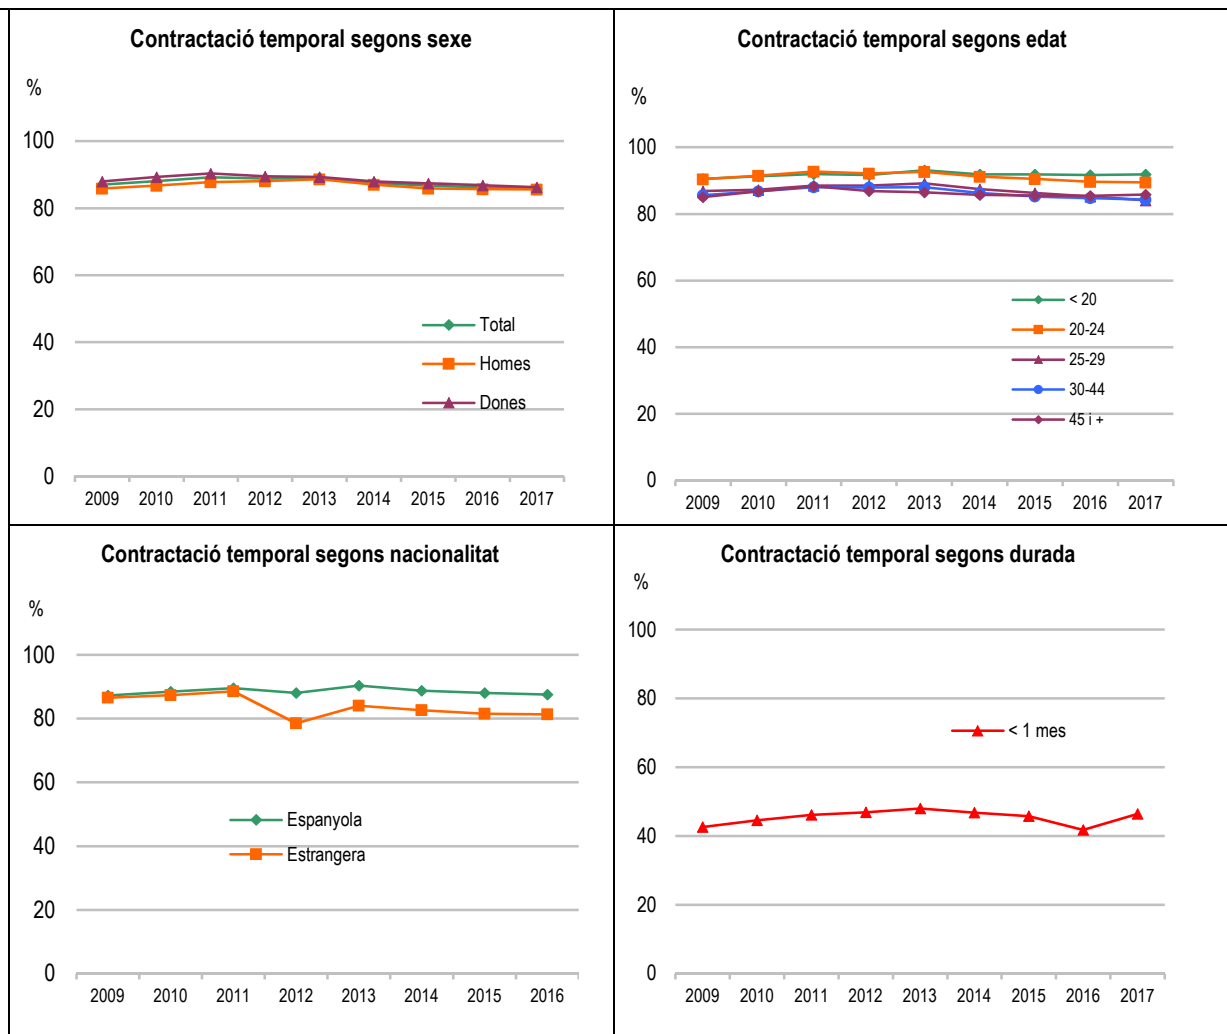 Contractació temporal segons sexe
%
100
80
60
40
20
0
Total
Homes
Dones
2009 2010 2011 2012 2013 2014 2015 2016 2017
Contractació temporal segons edat
%
100
80
60
40
20
0
< 20
20-24
25-29
30-44
45 i +
2009 2010 2011 2012 2013 2014 2015 2016 2017
Contractació temporal segons nacionalitat
%
100
80
60
40
20
0
Espanyola
Estrangera
2009 2010 2011 2012 2013 2014 2015 2016
Contractació temporal segons durada
%
100
80
60
40
20
0
< 1 mes
2009 2010 2011 2012 2013 2014 2015 2016 2017